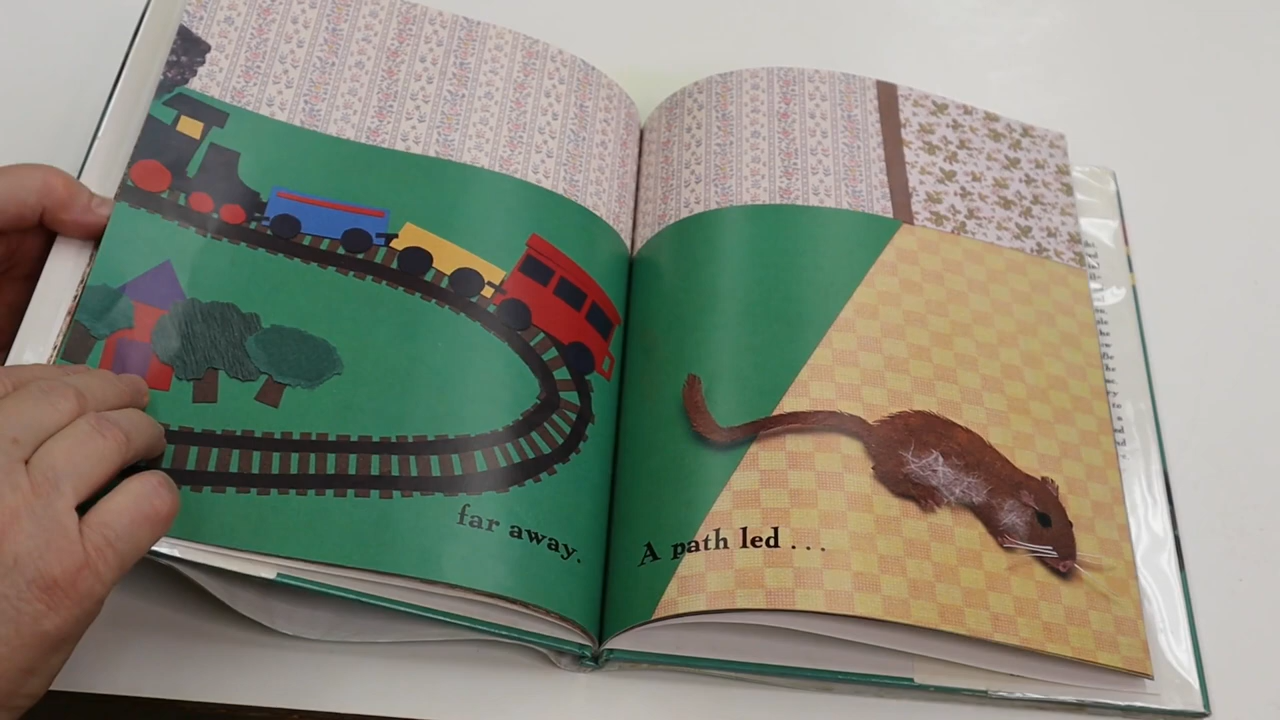 far away.
A path led . . .